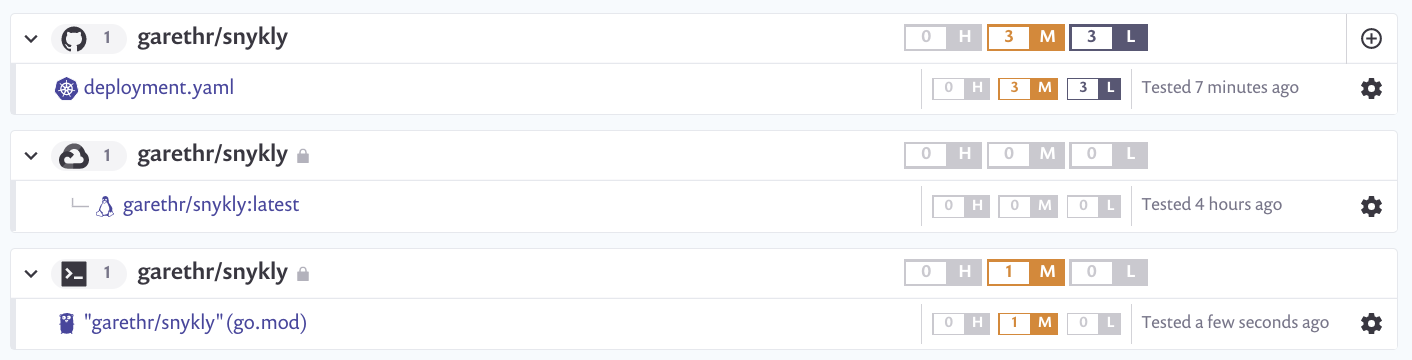 1 garethr/snykly 0 H 3 M 3 L
deployment.yaml 0 H 3 M 3 L Tested 7 minutes ago
1 garethr/snykly 0 H 0 M 0 L
garethr/snykly:latest 0 H 0 M 0 L Tested 4 hours ago
1 garethr/snykly 0 H 1 M 0 L
"garethr/snykly" (go.mod) 0 H 1 M 0 L Tested a few seconds ago